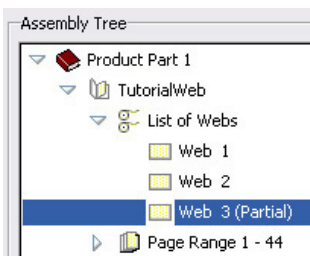 Assembly Tree
Product Part 1
TutorialWeb
List of Webs
Web 1
Web 2
Web 3 (Partial)
Page Range 1 - 44